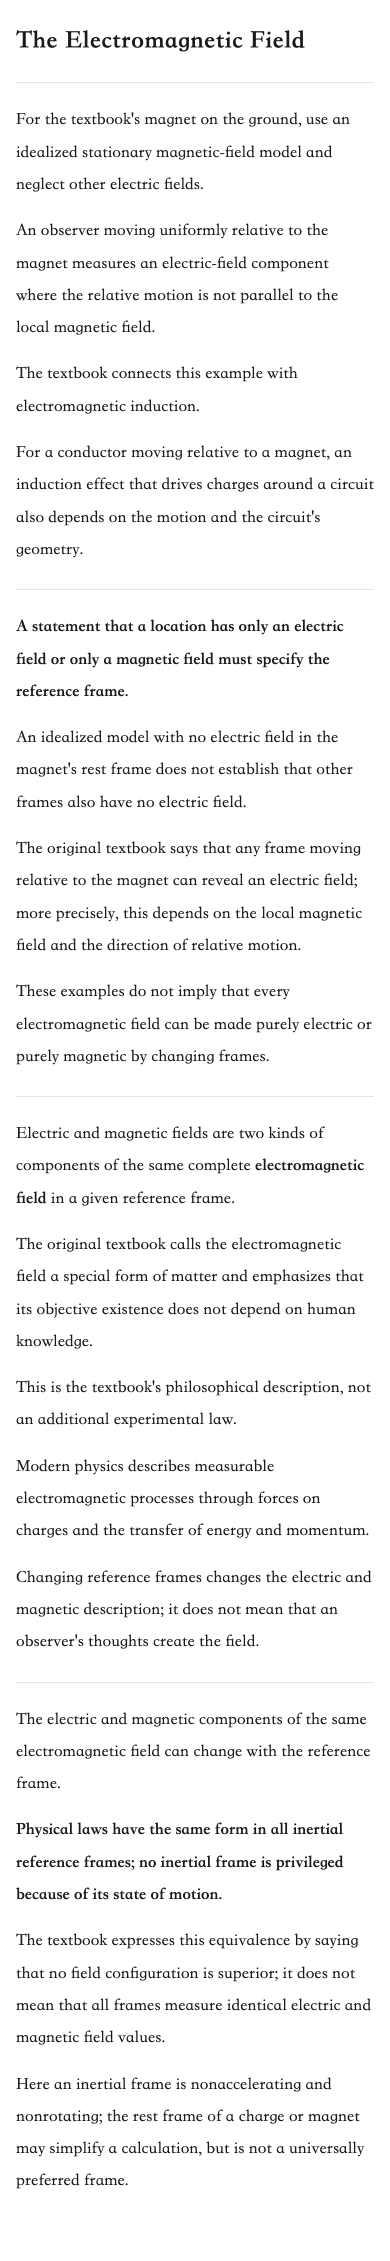 The Electromagnetic Field
For the textbook's magnet on the ground, use an
idealized stationary magnetic-field model and
neglect other electric fields.
An observer moving uniformly relative to the
magnet measures an electric-field component
where the relative motion is not parallel to the
local magnetic field.
The textbook connects this example with
electromagnetic induction.
For a conductor moving relative to a magnet, an
induction effect that drives charges around a circuit
also depends on the motion and the circuit's
geometry.
A statement that a location has only an electric
field or only a magnetic field must specify the
reference frame.
An idealized model with no electric field in the
magnet's rest frame does not establish that other
frames also have no electric field.
The original textbook says that any frame moving
relative to the magnet can reveal an electric field;
more precisely, this depends on the local magnetic
field and the direction of relative motion.
These examples do not imply that every
electromagnetic field can be made purely electric or
purely magnetic by changing frames.
Electric and magnetic fields are two kinds of
components of the same complete electromagnetic
field in a given reference frame.
The original textbook calls the electromagnetic
field a special form of matter and emphasizes that
its objective existence does not depend on human
knowledge.
This is the textbook's philosophical description, not
an additional experimental law.
Modern physics describes measurable
electromagnetic processes through forces on
charges and the transfer of energy and momentum.
Changing reference frames changes the electric and
magnetic description; it does not mean that an
observer's thoughts create the field.
The electric and magnetic components of the same
electromagnetic field can change with the reference
frame.
Physical laws have the same form in all inertial
reference frames; no inertial frame is privileged
because of its state of motion.
The textbook expresses this equivalence by saying
that no field configuration is superior; it does not
mean that all frames measure identical electric and
magnetic field values.
Here an inertial frame is nonaccelerating and
nonrotating; the rest frame of a charge or magnet
may simplify a calculation, but is not a universally
preferred frame.